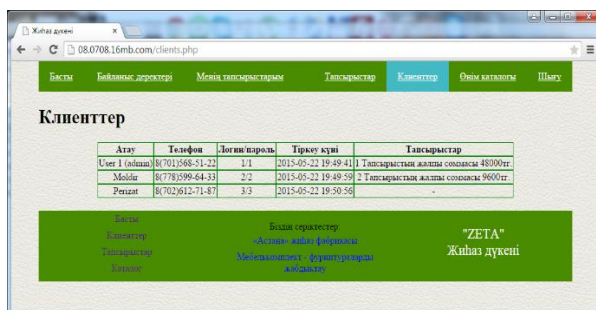 Жиһаз дүкені
08.0708.16mb.com/clients.php
Басты Байланыс деректері Менің тапсырыстарым Тапсырыстар Клиенттер Өнім каталогы Шығу
Клиенттер
Атау Телефон Логин/пароль Тіркеу күні Тапсырыстар
User 1 (admin) 8(701)568-51-22 1/1 2015-05-22 19:49:41 1 Тапсырыстың жалпы соммасы 48000тг.
Moldir 8(778)599-64-33 2/2 2015-05-22 19:49:59 2 Тапсырыстың жалпы соммасы 9600тг.
Perizat 8(702)612-71-87 3/3 2015-05-22 19:50:56 -
Басты
Клиенттер
Тапсырыстар
Каталог
Біздің серіктестер:
«Астана» жиһаз фабрикасы
Мебелькомплект - фурнитураларды
жабдықтау
"ZETA"
Жиһаз дүкені